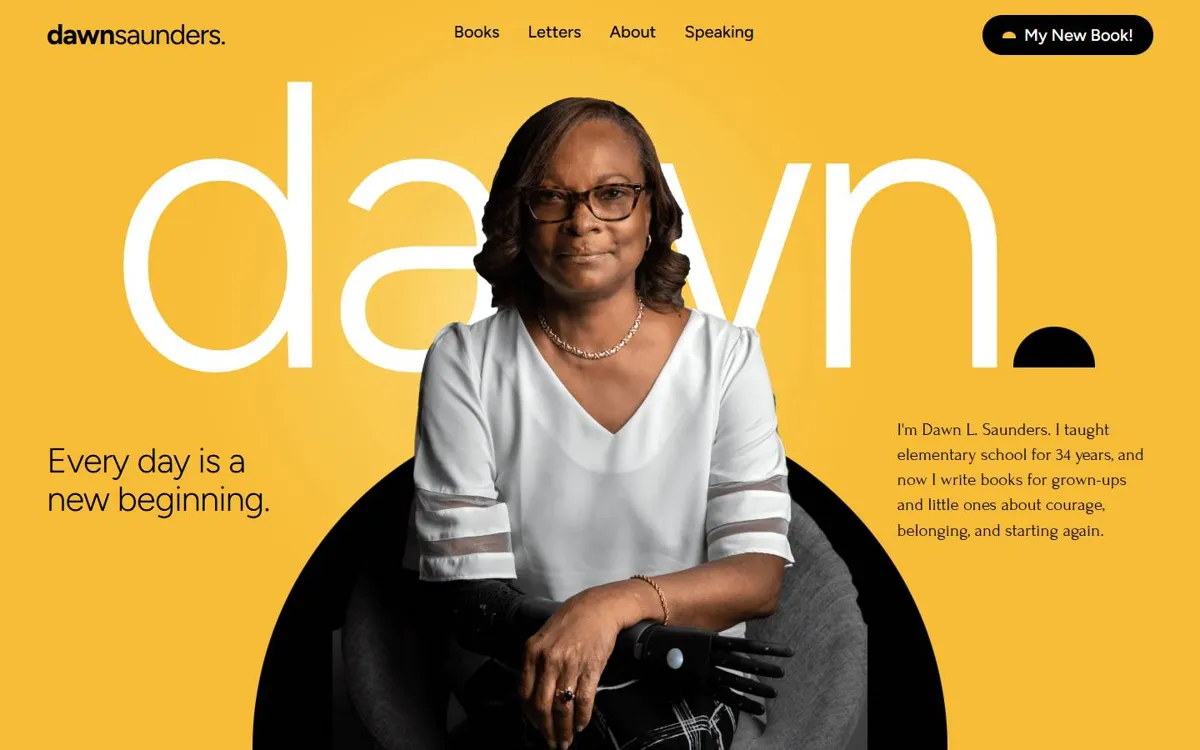 dawnsaunders.
Books
Letters
About
Speaking
My New Book!
dawn.
Every day is a
new beginning.
I'm Dawn L. Saunders. I taught
elementary school for 34 years, and
now I write books for grown-ups
and little ones about courage,
belonging, and starting again.